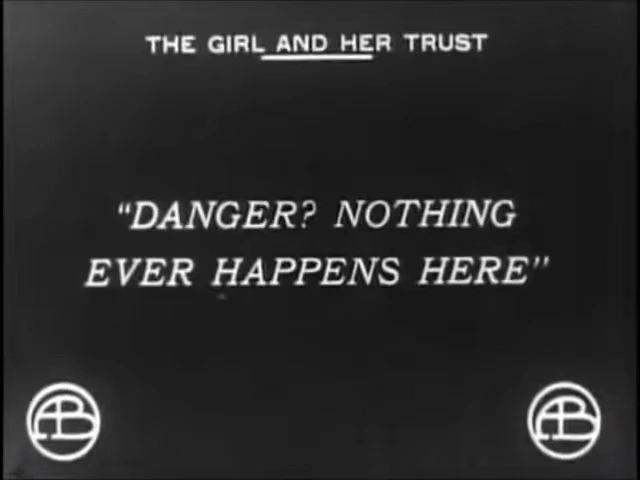 THE GIRL AND HER TRUST
"DANGER? NOTHING
EVER HAPPENS HERE"
AB
AB